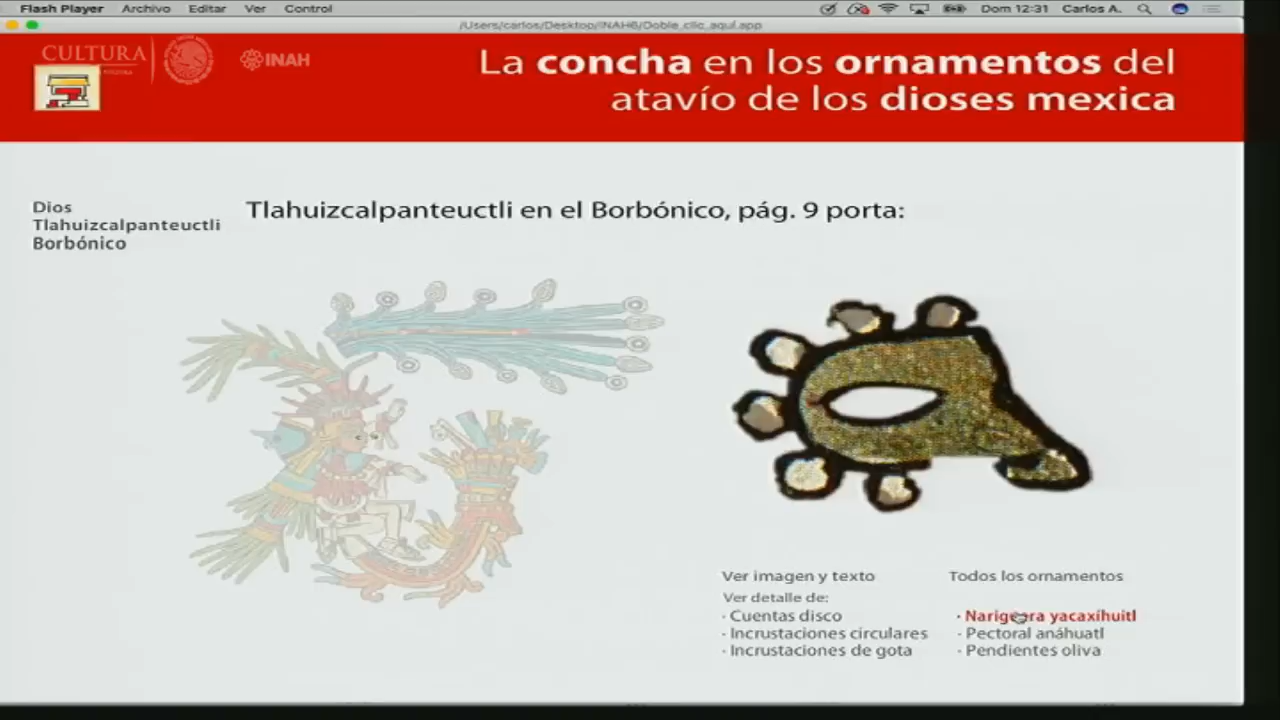 Flash Player Archivo Editar Ver Control Dom 12:31 Carlos A.
/Users/carlos/Desktop/INAH6/Doble_clic_aquí.app
CULTURA
INAH
La concha en los ornamentos del
atavío de los dioses mexica
Dios
Tlahuizcalpanteuctli
Borbónico
Tlahuizcalpanteuctli en el Borbónico, pág. 9 porta:
Ver imagen y texto
Todos los ornamentos
Ver detalle de:
· Cuentas disco
· Incrustaciones circulares
· Incrustaciones de gota
· Nariguera yacaxíhuitl
· Pectoral anáhuatl
· Pendientes oliva